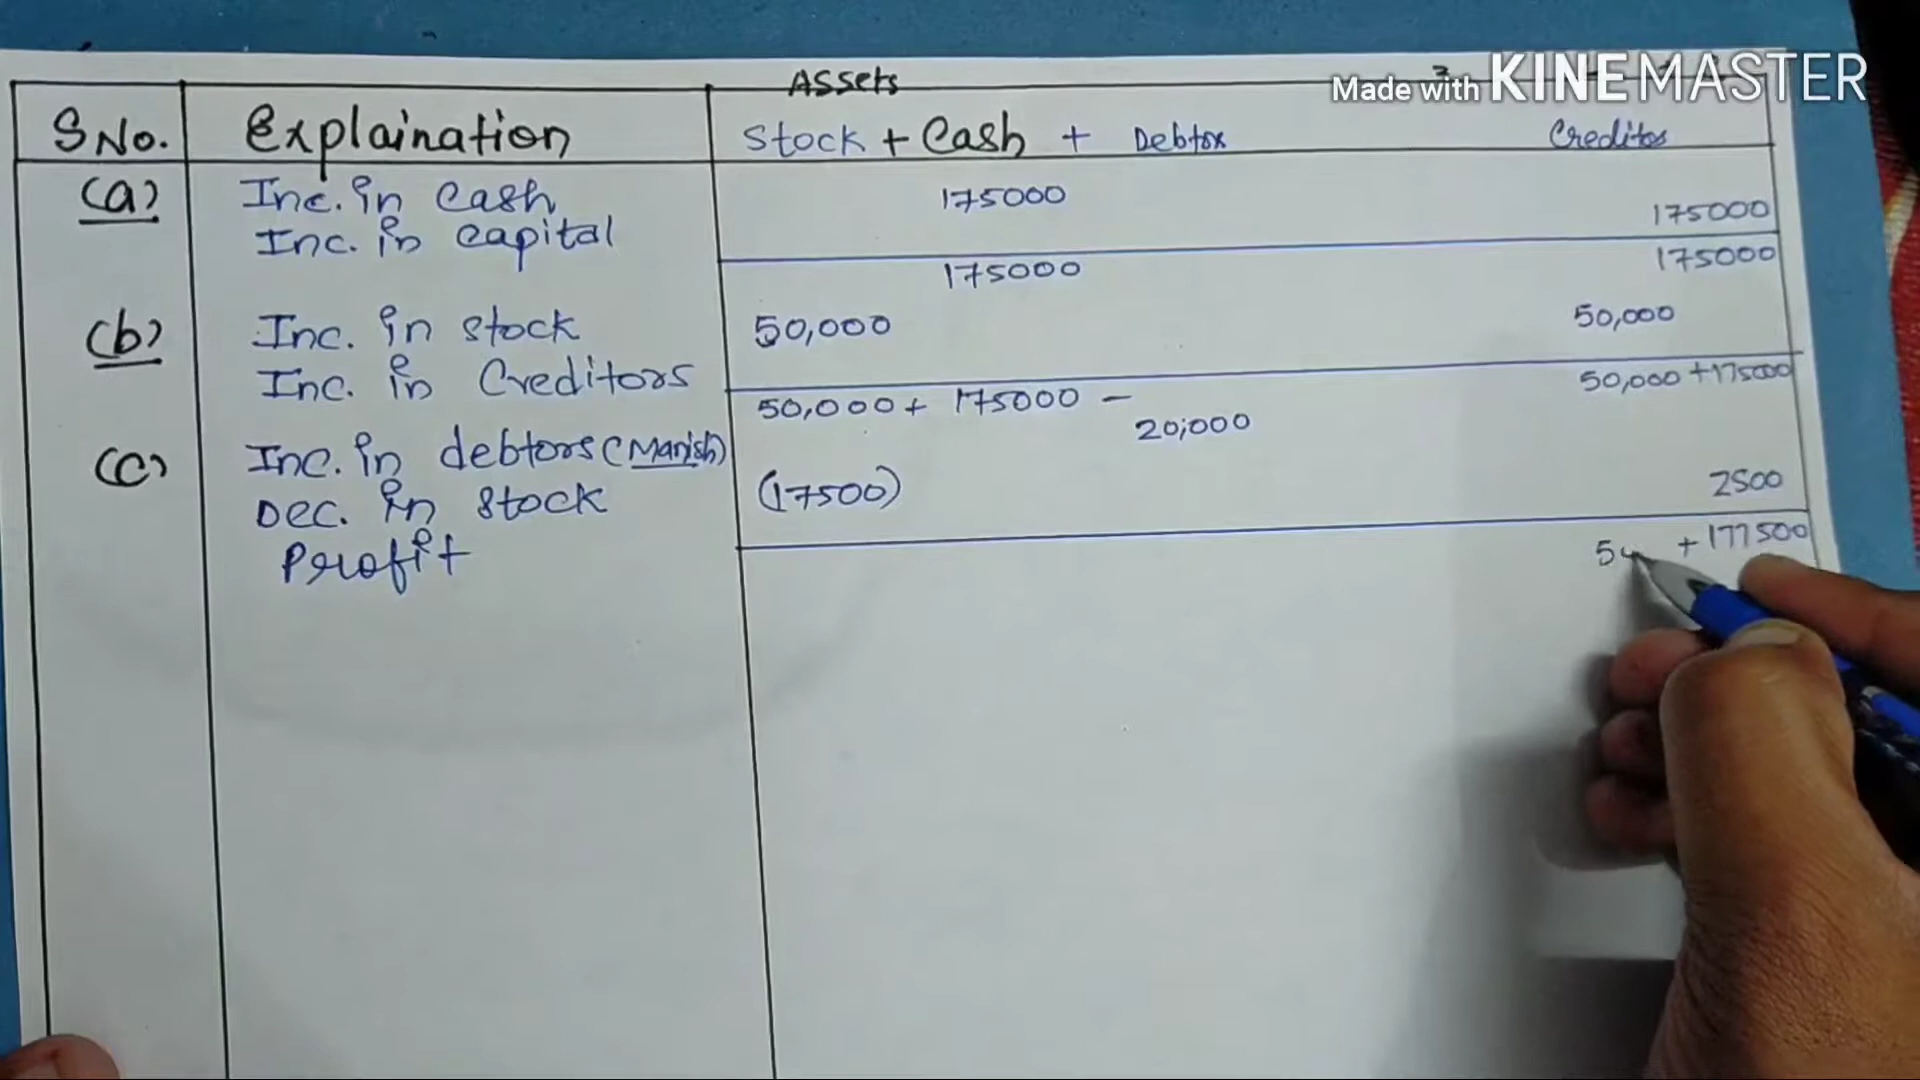 Assets
Made with KINEMASTER
S No. Explaination Stock + Cash + Debtor Creditos
(a) Inc. in cash 175000
Inc. in capital 175000
175000 175000
(b) Inc. in stock 50,000 50,000
Inc. in Creditors
50,000 + 175000 - 50,000 + 175000
(c) Inc. in debtors (Manish) 20,000
Dec. in stock (17500) 2500
Profit + 177500